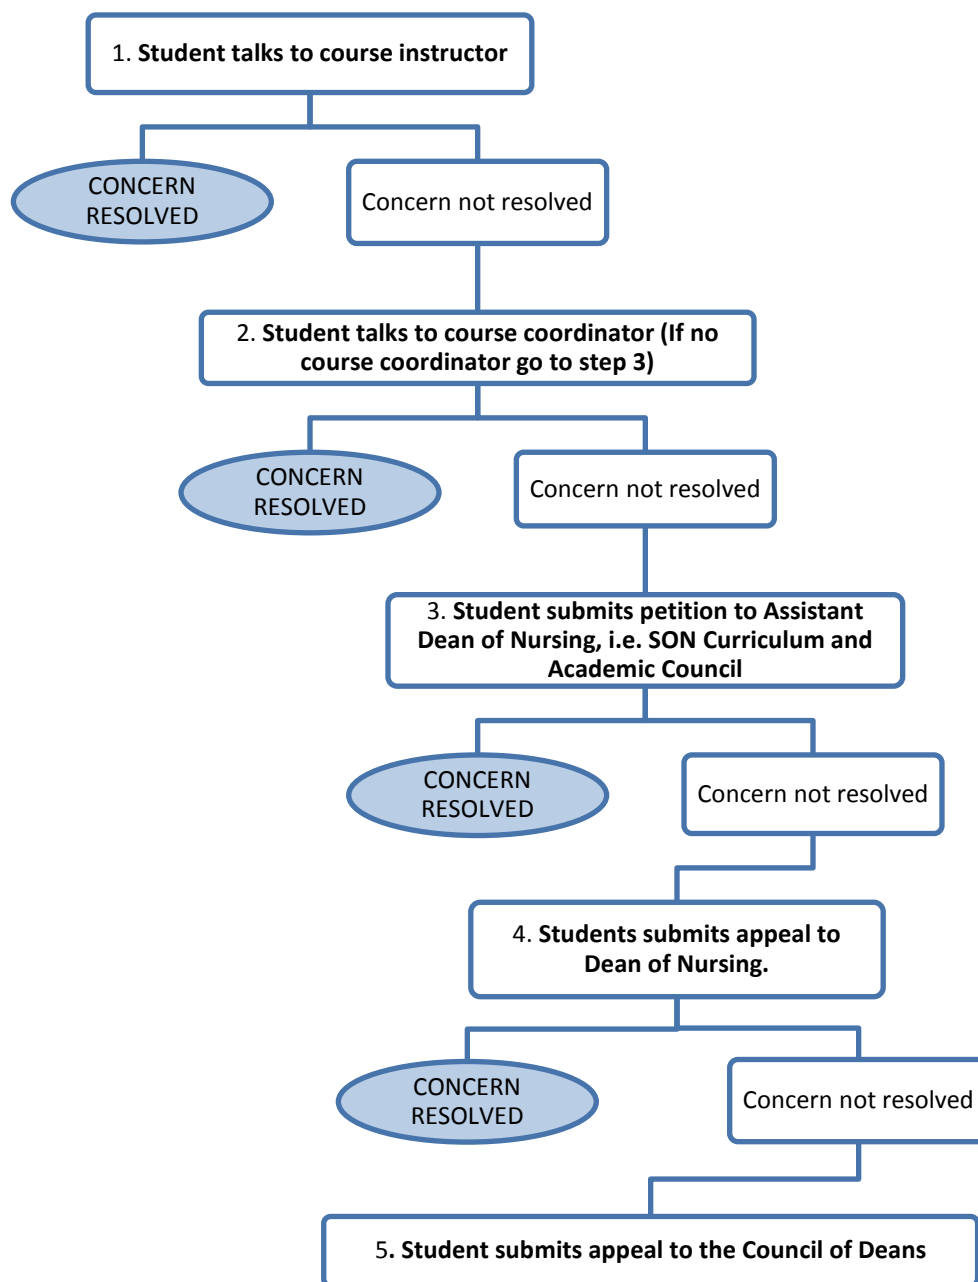 1. Student talks to course instructor
CONCERN
RESOLVED
Concern not resolved
2. Student talks to course coordinator (If no
course coordinator go to step 3)
CONCERN
RESOLVED
Concern not resolved
3. Student submits petition to Assistant
Dean of Nursing, i.e. SON Curriculum and
Academic Council
CONCERN
RESOLVED
Concern not resolved
4. Students submits appeal to
Dean of Nursing.
CONCERN
RESOLVED
Concern not resolved
5. Student submits appeal to the Council of Deans